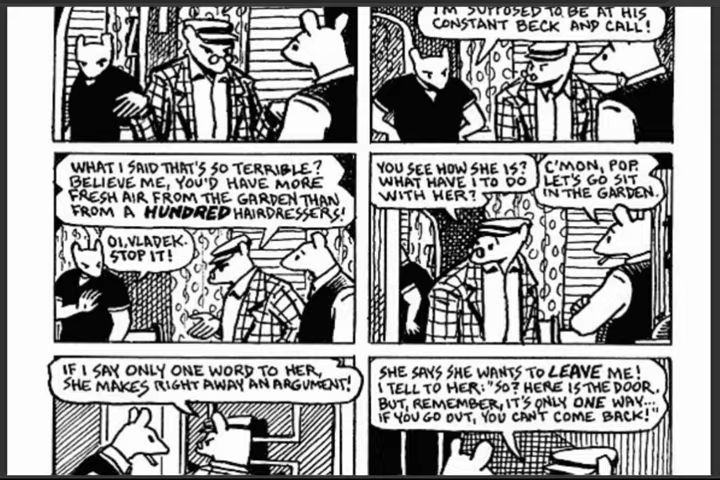 I'M SUPPOSED TO BE AT HIS
CONSTANT BECK AND CALL!
WHAT I SAID THAT'S SO TERRIBLE?
BELIEVE ME, YOU'D HAVE MORE
FRESH AIR FROM THE GARDEN THAN
FROM A HUNDRED HAIRDRESSERS!
OI, VLADEK.
STOP IT!
YOU SEE HOW SHE IS?
WHAT HAVE I TO DO
WITH HER?
C'MON, POP.
LET'S GO SIT
IN THE GARDEN.
IF I SAY ONLY ONE WORD TO HER,
SHE MAKES RIGHT AWAY AN ARGUMENT!
SHE SAYS SHE WANTS TO LEAVE ME!
I TELL TO HER: "SO? HERE IS THE DOOR.
BUT, REMEMBER, IT'S ONLY ONE WAY...
IF YOU GO OUT, YOU CAN'T COME BACK!"